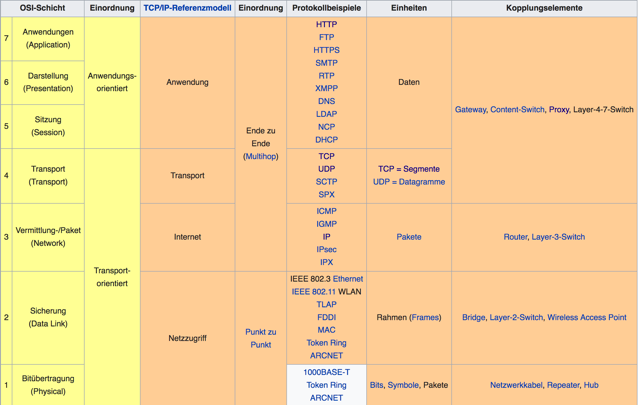 OSI-Schicht Einordnung TCP/IP-Referenzmodell Einordnung Protokollbeispiele Einheiten Kopplungselemente
7
Anwendungen
(Application)
6
Darstellung
(Presentation)
5
Sitzung
(Session)
Anwendungs-
orientiert
Anwendung
Ende zu
Ende
(Multihop)
HTTP
FTP
HTTPS
SMTP
RTP
XMPP
DNS
LDAP
NCP
DHCP
Daten
Gateway, Content-Switch, Proxy, Layer-4-7-Switch
4
Transport
(Transport)
Transport-
orientiert
Transport
TCP
UDP
SCTP
SPX
TCP = Segmente
UDP = Datagramme
3
Vermittlung-/Paket
(Network)
Internet
ICMP
IGMP
IP
IPsec
IPX
Pakete
Router, Layer-3-Switch
2
Sicherung
(Data Link)
Netzzugriff
Punkt zu
Punkt
IEEE 802.3 Ethernet
IEEE 802.11 WLAN
TLAP
FDDI
MAC
Token Ring
ARCNET
Rahmen (Frames)
Bridge, Layer-2-Switch, Wireless Access Point
1
Bitübertragung
(Physical)
1000BASE-T
Token Ring
ARCNET
Bits, Symbole, Pakete
Netzwerkkabel, Repeater, Hub